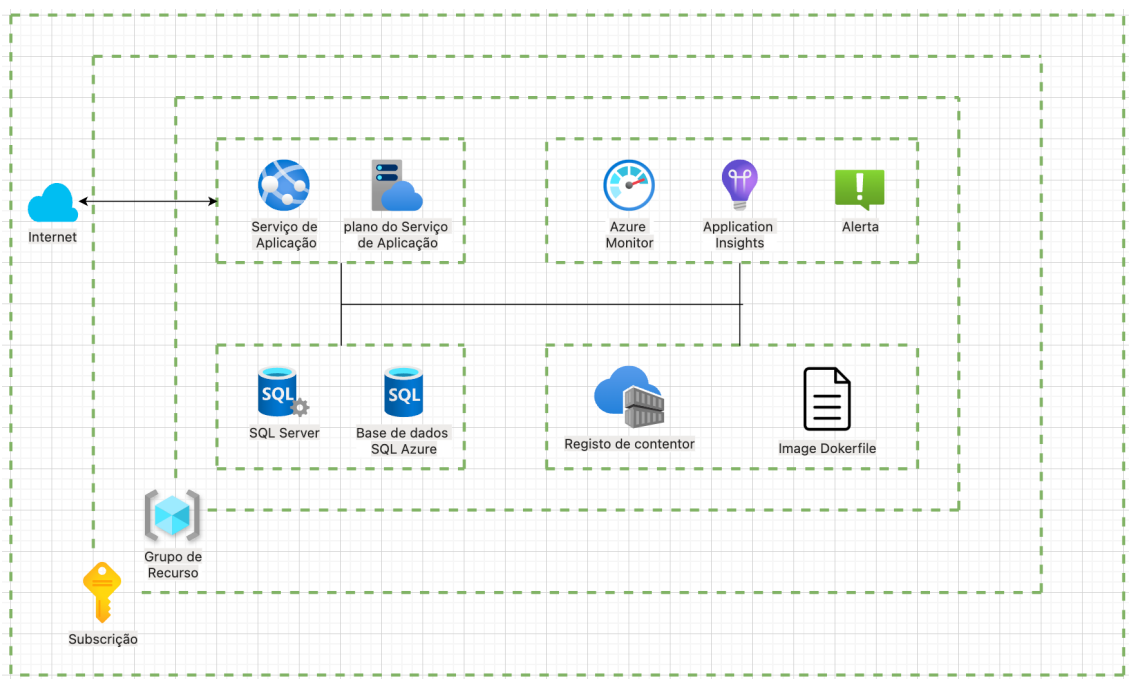 Internet
Serviço de
Aplicação
plano do Serviço
de Aplicação
Azure
Monitor
Application
Insights
Alerta
SQL
SQL Server
SQL
Base de dados
SQL Azure
Registo de contentor
Image Dokerfile
Grupo de
Recurso
Subscrição